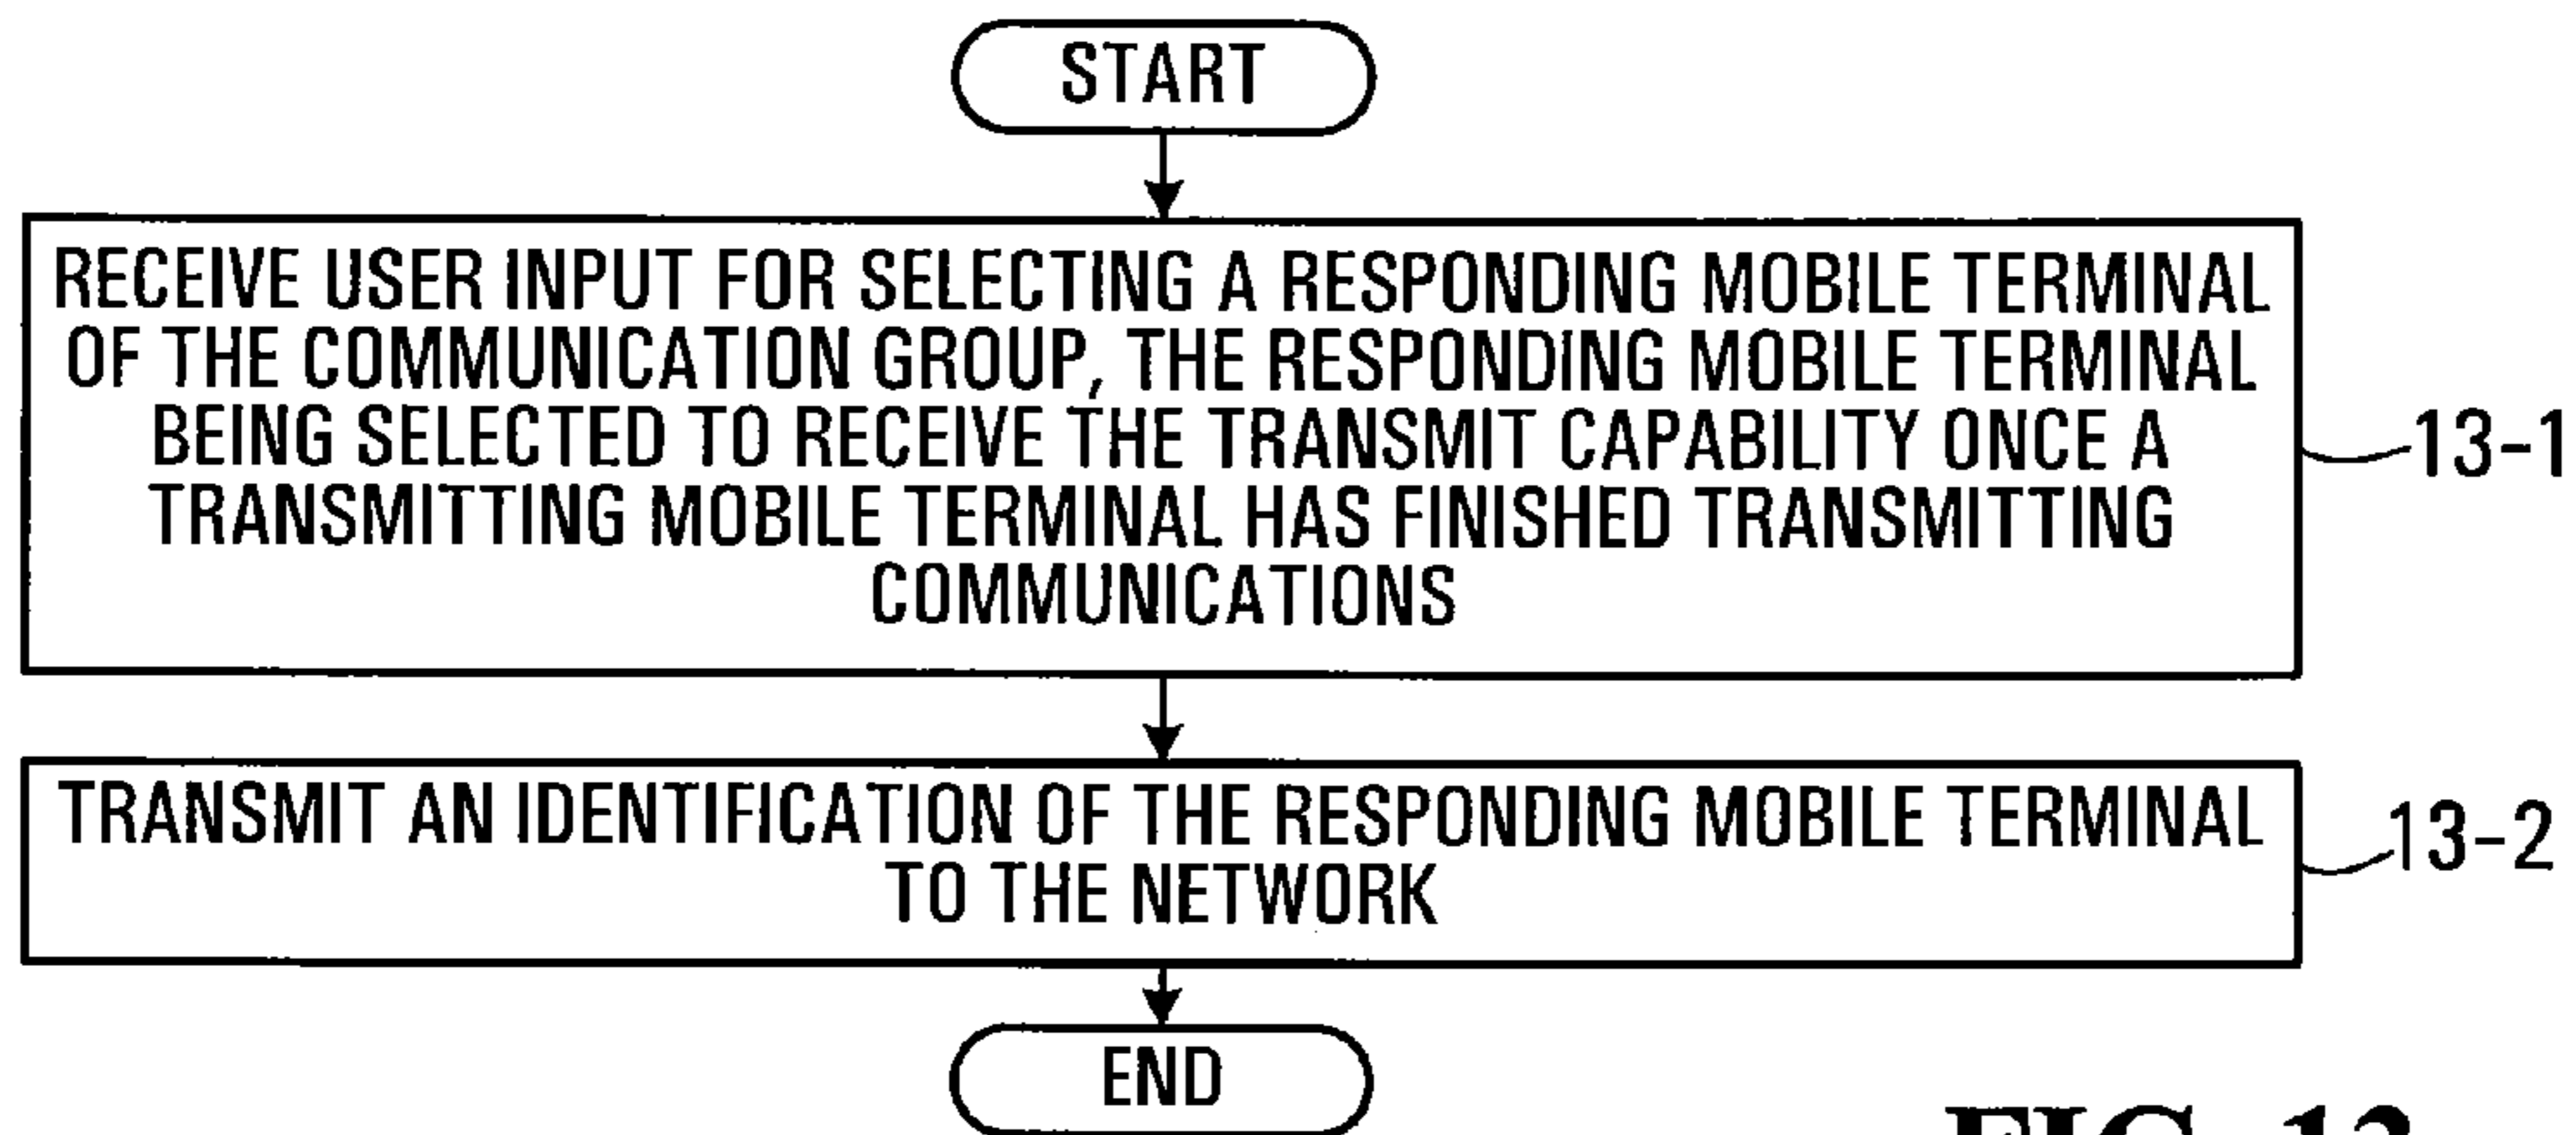 START
RECEIVE USER INPUT FOR SELECTING A RESPONDING MOBILE TERMINAL
OF THE COMMUNICATION GROUP, THE RESPONDING MOBILE TERMINAL
BEING SELECTED TO RECEIVE THE TRANSMIT CAPABILITY ONCE A
TRANSMITTING MOBILE TERMINAL HAS FINISHED TRANSMITTING
COMMUNICATIONS
13-1
TRANSMIT AN IDENTIFICATION OF THE RESPONDING MOBILE TERMINAL
TO THE NETWORK
13-2
END
FIG. 13